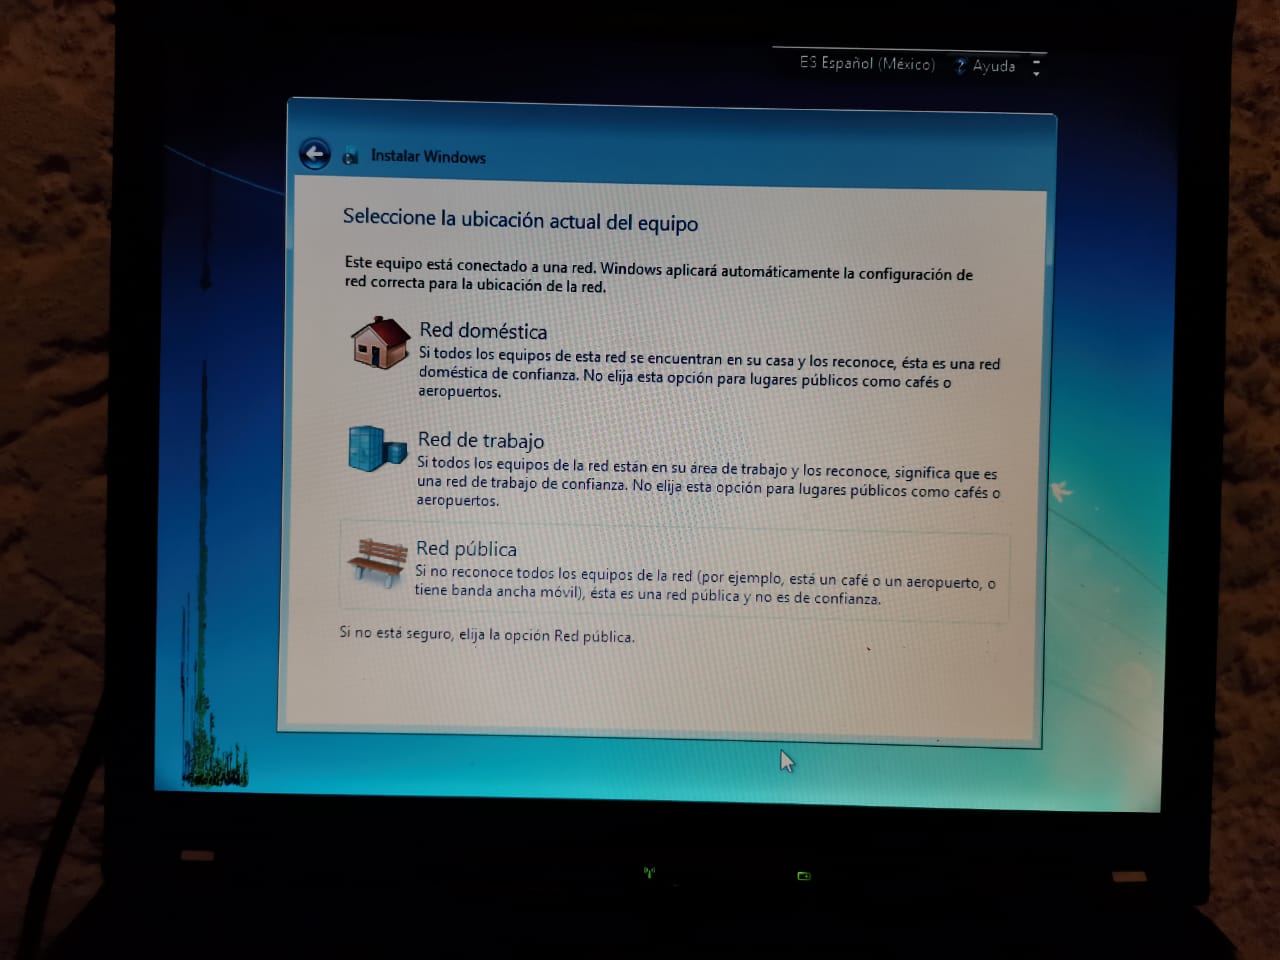 ES Español (México) ? Ayuda
Instalar Windows
Seleccione la ubicación actual del equipo
Este equipo está conectado a una red. Windows aplicará automáticamente la configuración de
red correcta para la ubicación de la red.
Red doméstica
Si todos los equipos de esta red se encuentran en su casa y los reconoce, ésta es una red
doméstica de confianza. No elija esta opción para lugares públicos como cafés o
aeropuertos.
Red de trabajo
Si todos los equipos de la red están en su área de trabajo y los reconoce, significa que es
una red de trabajo de confianza. No elija esta opción para lugares públicos como cafés o
aeropuertos.
Red pública
Si no reconoce todos los equipos de la red (por ejemplo, está un café o un aeropuerto, o
tiene banda ancha móvil), ésta es una red pública y no es de confianza.
Si no está seguro, elija la opción Red pública.